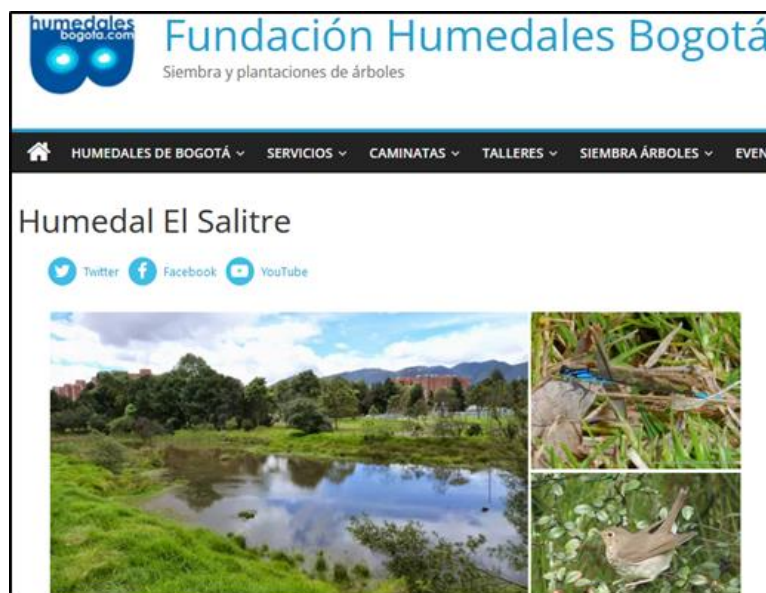 humedales
bogota.com
Fundación Humedales Bogotá
Siembra y plantaciones de árboles
HUMEDALES DE BOGOTÁ SERVICIOS CAMINATAS TALLERES SIEMBRA ÁRBOLES EVEN
Humedal El Salitre
Twitter Facebook YouTube